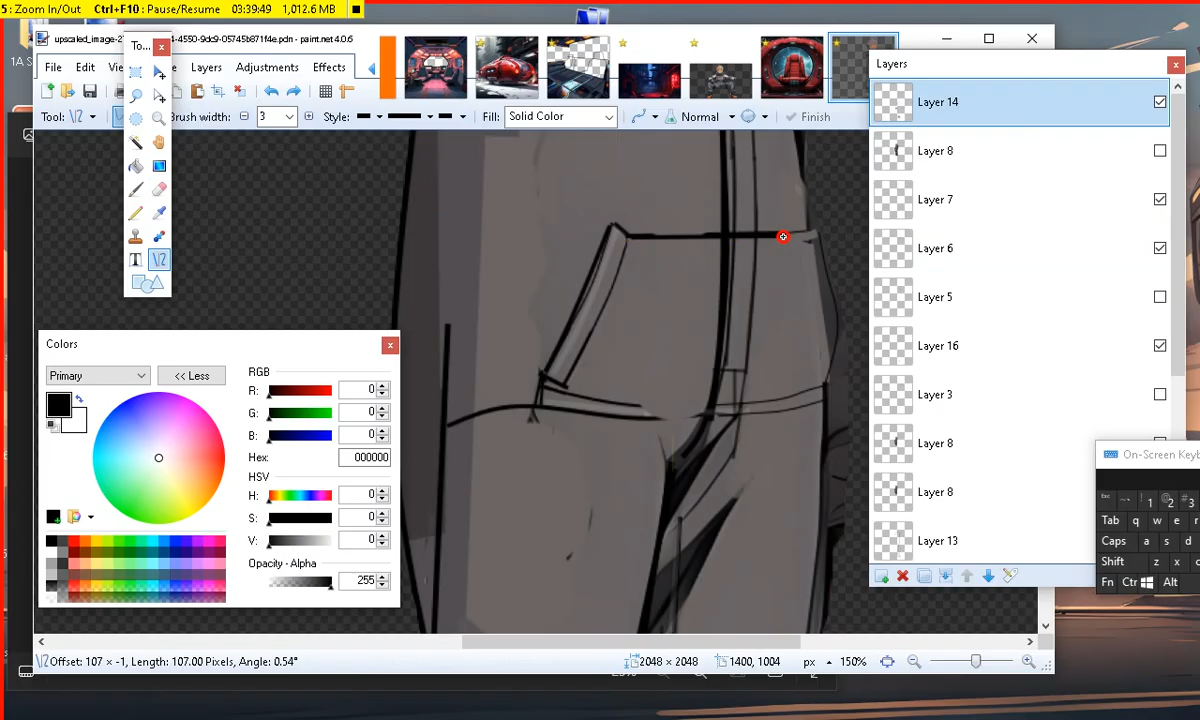 5: Zoom In/Out Ctrl+F10 : Pause/Resume 03:39:49 1,012.6 MB
1A S
upscaled_image- 4-4550-9dc9-05745b871f4e.pdn - paint.net 4.0.6
To...
File Edit Vie Layers Adjustments Effects
Tool: Brush width: 3 Style: Fill: Solid Color Normal Finish
Layers
Layer 14
Layer 8
Layer 7
Layer 6
Layer 5
Layer 16
Layer 3
Layer 8
Layer 8
Layer 13
Colors
Primary << Less
RGB
R: 0
G: 0
B: 0
Hex: 000000
HSV
H: 0
S: 0
V: 0
Opacity - Alpha
255
On-Screen Keyb
Esc ~` ! 1 @ 2 # 3
Tab q w e r
Caps a s d
Shift z x c
Fn Ctr Alt
Offset: 107 × -1, Length: 107.00 Pixels, Angle: 0.54° 2048 × 2048 1400, 1004 px 150%